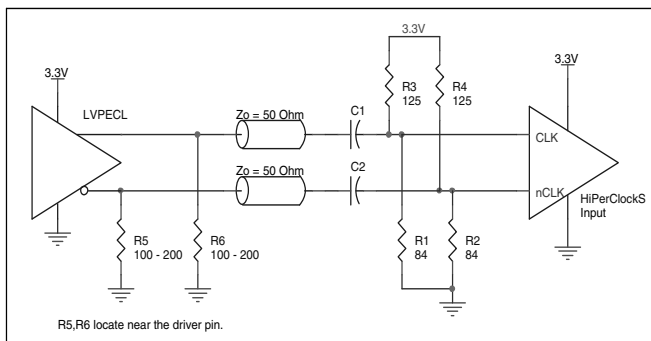 3.3V
3.3V
3.3V
LVPECL
R3
125
R4
125
Zo = 50 Ohm
C1
CLK
Zo = 50 Ohm
C2
nCLK
HiPerClockS
Input
R5
100 - 200
R6
100 - 200
R1
84
R2
84
R5,R6 locate near the driver pin.